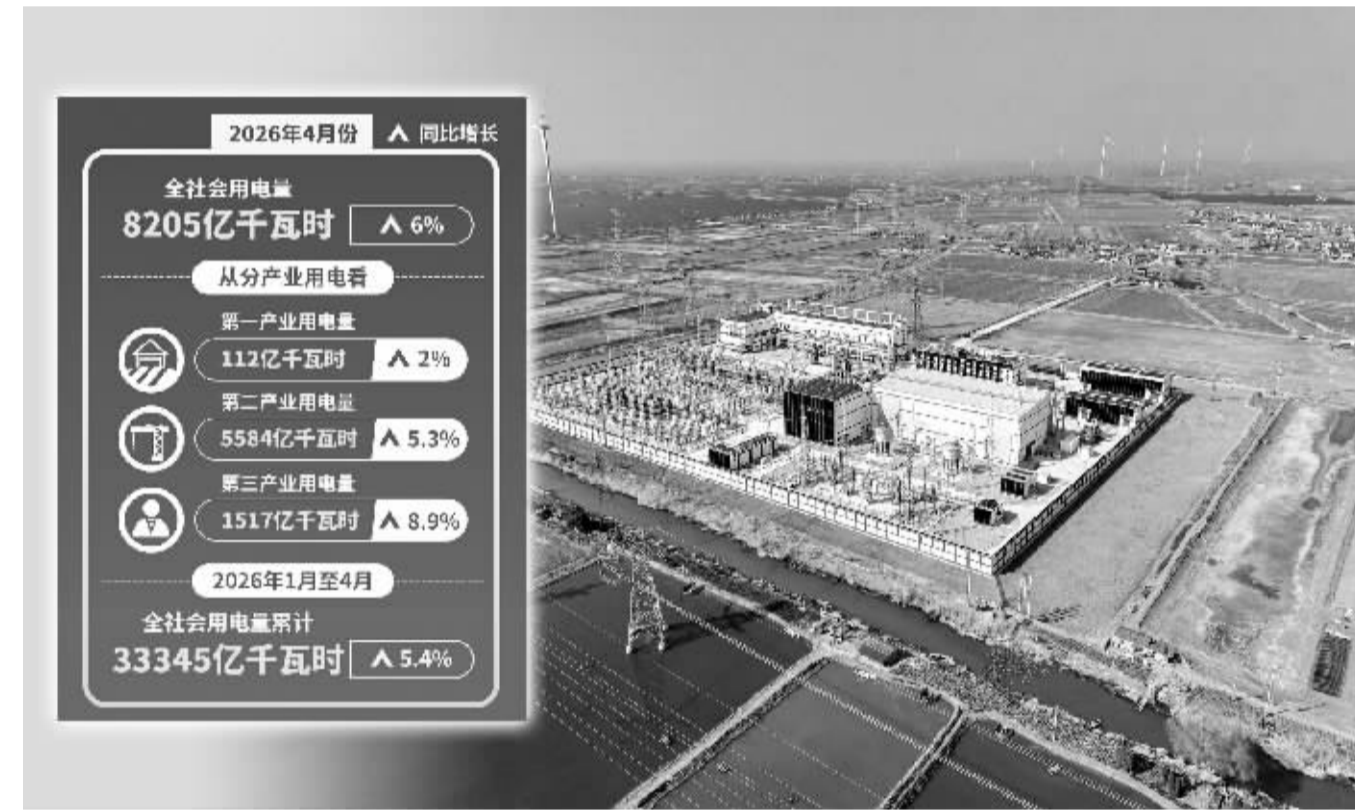 2026年4月份 同比增长
全社会用电量
8205亿千瓦时 6%
从分产业用电看
第一产业用电量
112亿千瓦时 2%
第二产业用电量
5584亿千瓦时 5.3%
第三产业用电量
1517亿千瓦时 8.9%
2026年1月至4月
全社会用电量累计
33345亿千瓦时 5.4%